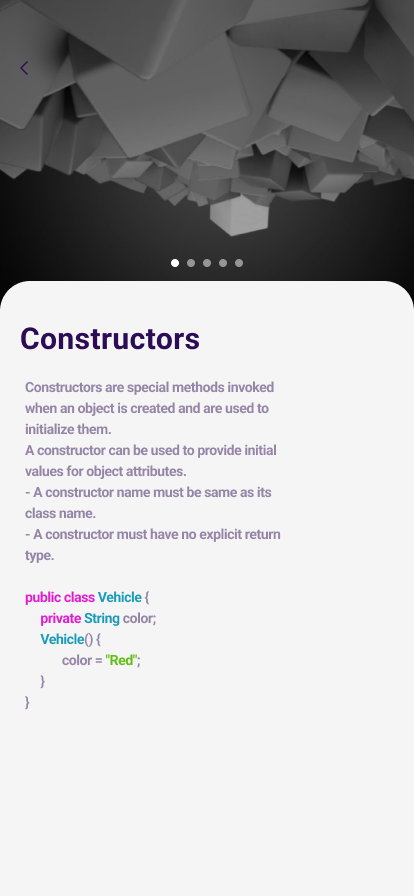 Constructors
Constructors are special methods invoked
when an object is created and are used to
initialize them.
A constructor can be used to provide initial
values for object attributes.
- A constructor name must be same as its
class name.
- A constructor must have no explicit return
type.
public class Vehicle {
private String color;
Vehicle() {
color = "Red";
}
}